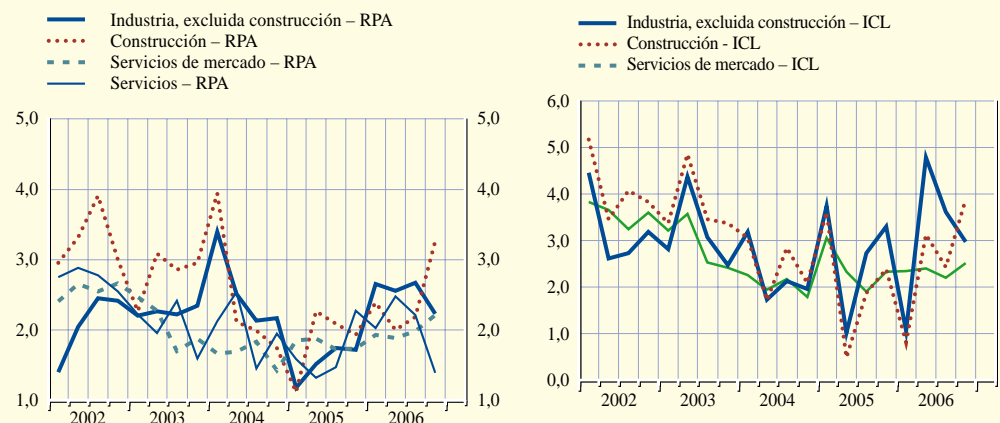 Industria, excluida construcción – RPA
Construcción – RPA
Servicios de mercado – RPA
Servicios – RPA
5,0 5,0
4,0 4,0
3,0 3,0
2,0 2,0
1,0 1,0
2002 2003 2004 2005 2006
Industria, excluida construcción – ICL
Construcción - ICL
Servicios de mercado – ICL
6,0
5,0
4,0
3,0
2,0
1,0
0,0
2002 2003 2004 2005 2006